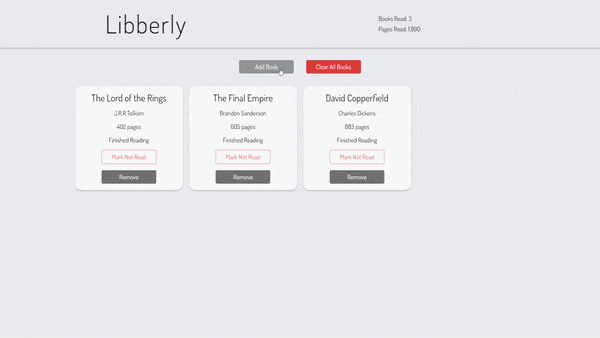 Libberly
Books Read: 3
Pages Read: 1,890
Add Book
Clear All Books
The Lord of the Rings
J.R.R Tolkien
402 pages
Finished Reading
Mark Not Read
Remove
The Final Empire
Brandon Sanderson
605 pages
Finished Reading
Mark Not Read
Remove
David Copperfield
Charles Dickens
883 pages
Finished Reading
Mark Not Read
Remove